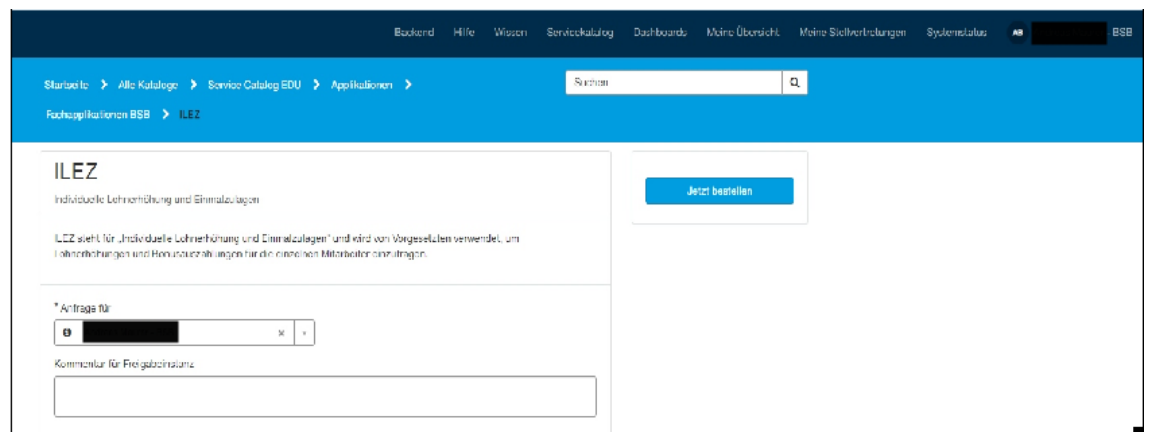 Backend Hilfe Wissen Servicekatalog Dashboards Meine Übersicht Meine Stellvertretungen Systemstatus AB BSB
Startseite > Alle Kataloge > Service Catalog EDU > Applikationen >
Suchen
Fachapplikationen BSB > ILEZ
ILEZ
Individuelle Lohnerhöhung und Einmalzulagen
ILEZ steht für „Individuelle Lohnerhöhung und Einmalzulagen" und wird von Vorgesetzten verwendet, um
Lohnerhöhungen und Bonusauszahlungen für die einzelnen Mitarbeiter einzutragen.
Jetzt bestellen
* Anfrage für
Kommentar für Freigabeinstanz